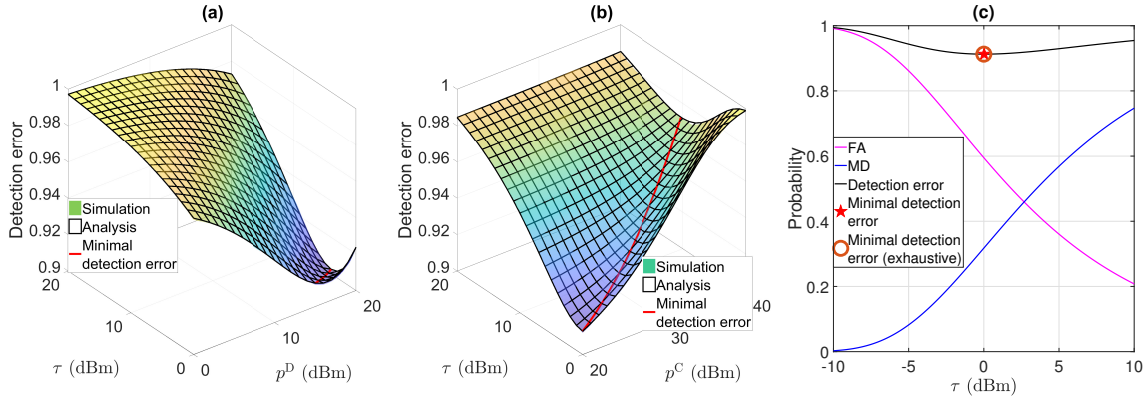 (a)
Detection error
1
0.98
0.96
0.94
0.92
0.9
20
10
0
τ (dBm)
0
10
20
p^D (dBm)
Simulation
Analysis
Minimal
detection error
(b)
Detection error
1
0.98
0.96
0.94
0.92
0.9
20
10
0
τ (dBm)
20
30
40
p^C (dBm)
Simulation
Analysis
Minimal
detection error
(c)
Probability
1
0.8
0.6
0.4
0.2
0
-10
-5
0
5
10
τ (dBm)
FA
MD
Detection error
Minimal detection
error
Minimal detection
error (exhaustive)